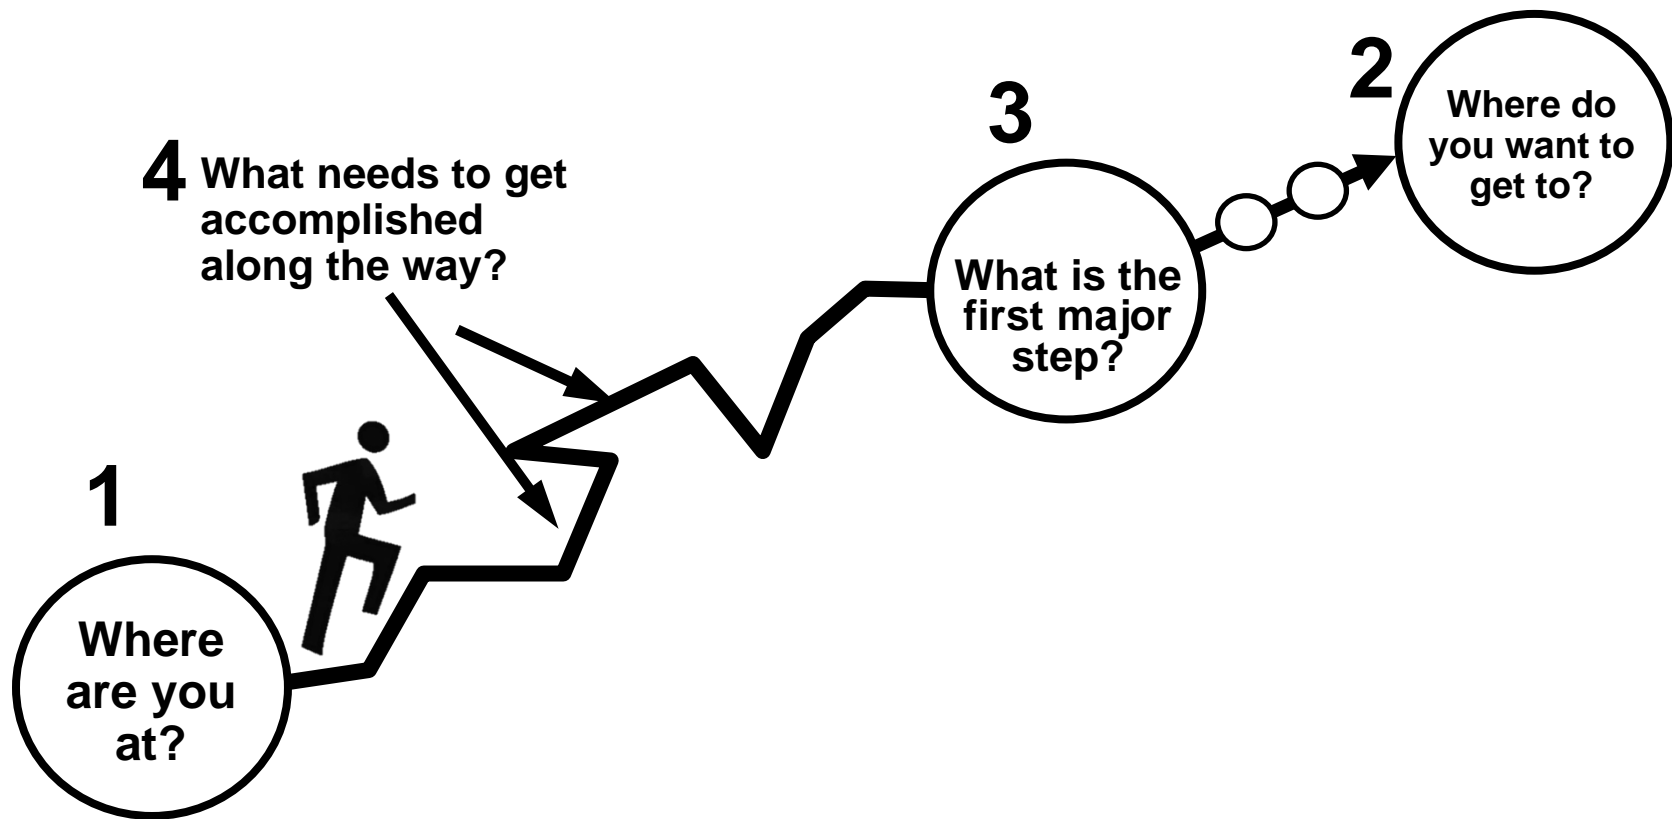 1
Where
are you
at?
2
Where do
you want to
get to?
3
What is the
first major
step?
4 What needs to get
accomplished
along the way?